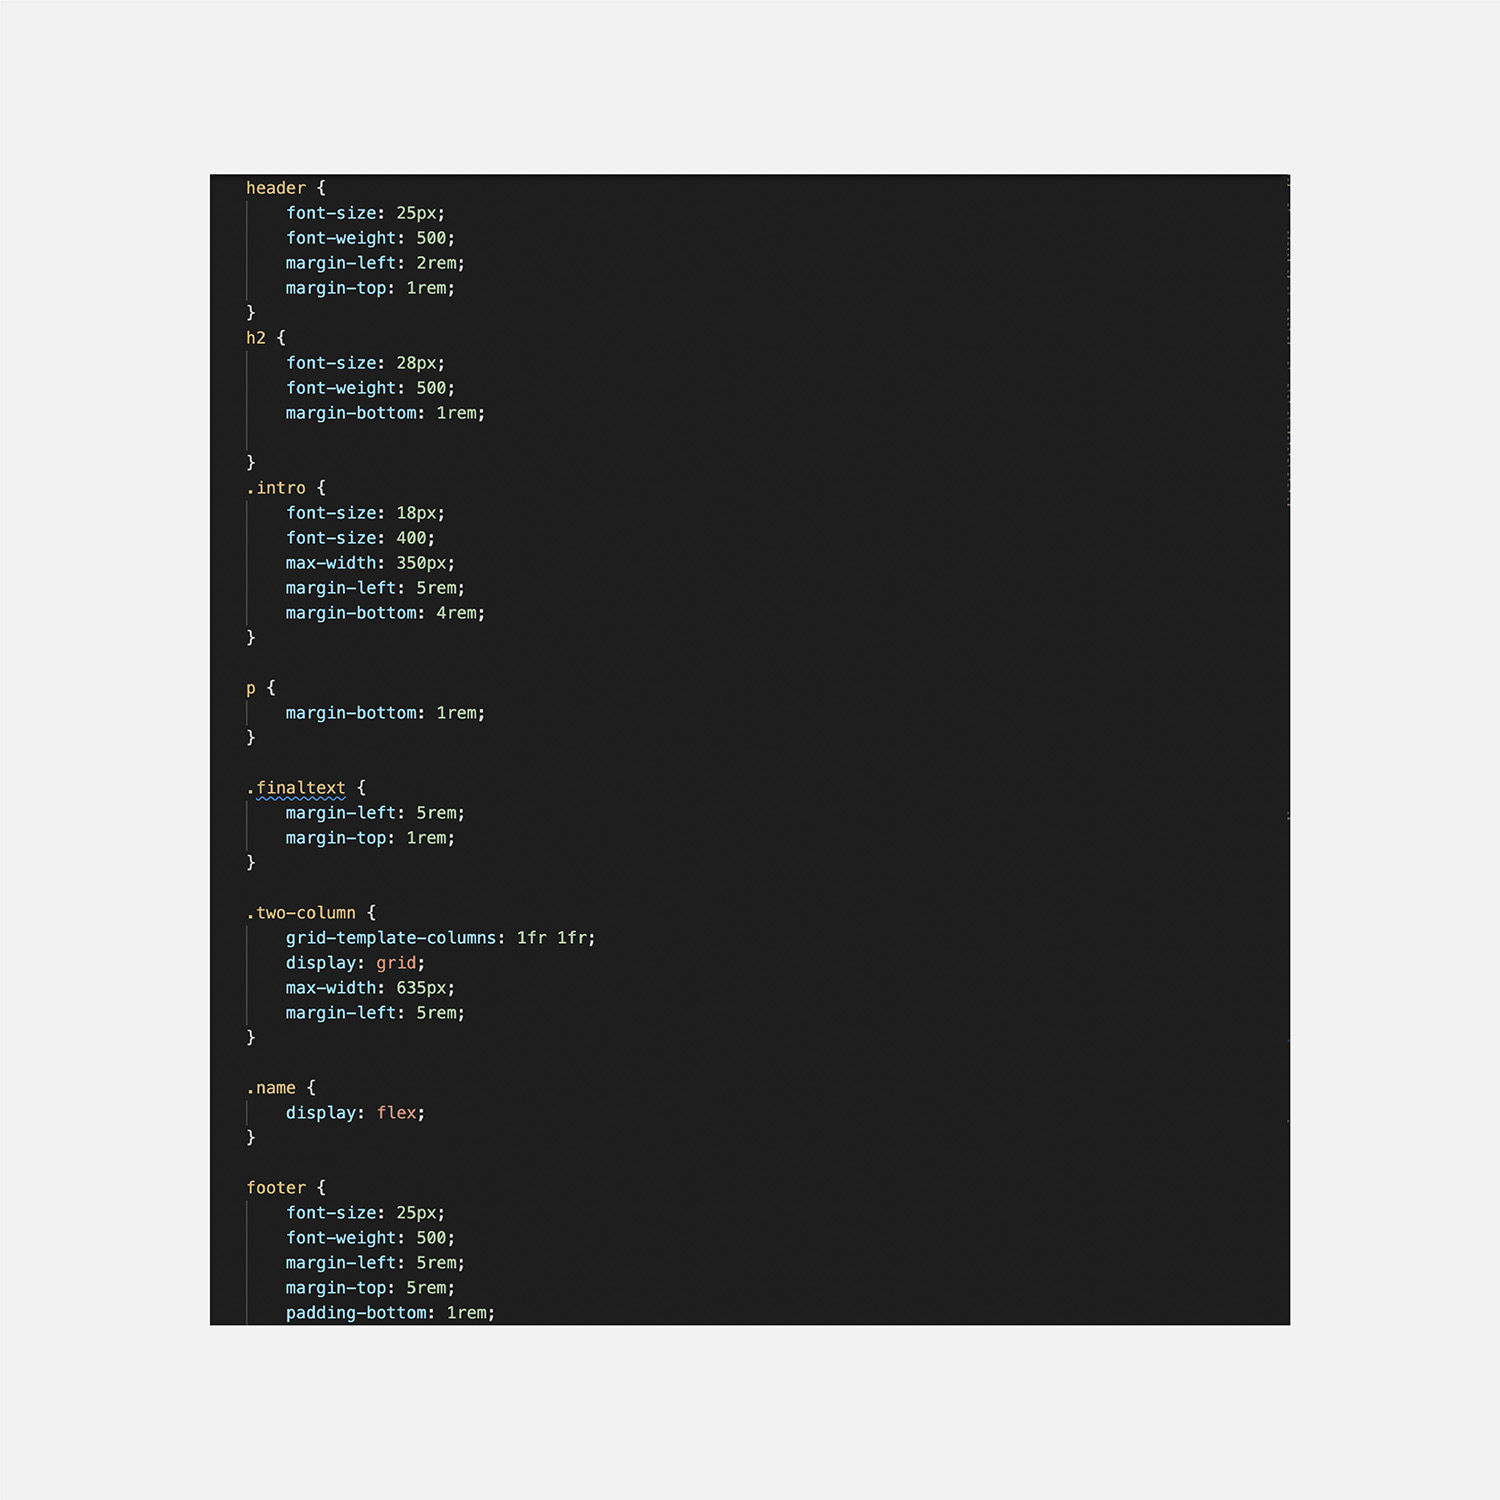 header {
    font-size: 25px;
    font-weight: 500;
    margin-left: 2rem;
    margin-top: 1rem;
}
h2 {
    font-size: 28px;
    font-weight: 500;
    margin-bottom: 1rem;

}
.intro {
    font-size: 18px;
    font-size: 400;
    max-width: 350px;
    margin-left: 5rem;
    margin-bottom: 4rem;
}

p {
    margin-bottom: 1rem;
}

.finaltext {
    margin-left: 5rem;
    margin-top: 1rem;
}

.two-column {
    grid-template-columns: 1fr 1fr;
    display: grid;
    max-width: 635px;
    margin-left: 5rem;
}

.name {
    display: flex;
}

footer {
    font-size: 25px;
    font-weight: 500;
    margin-left: 5rem;
    margin-top: 5rem;
    padding-bottom: 1rem;